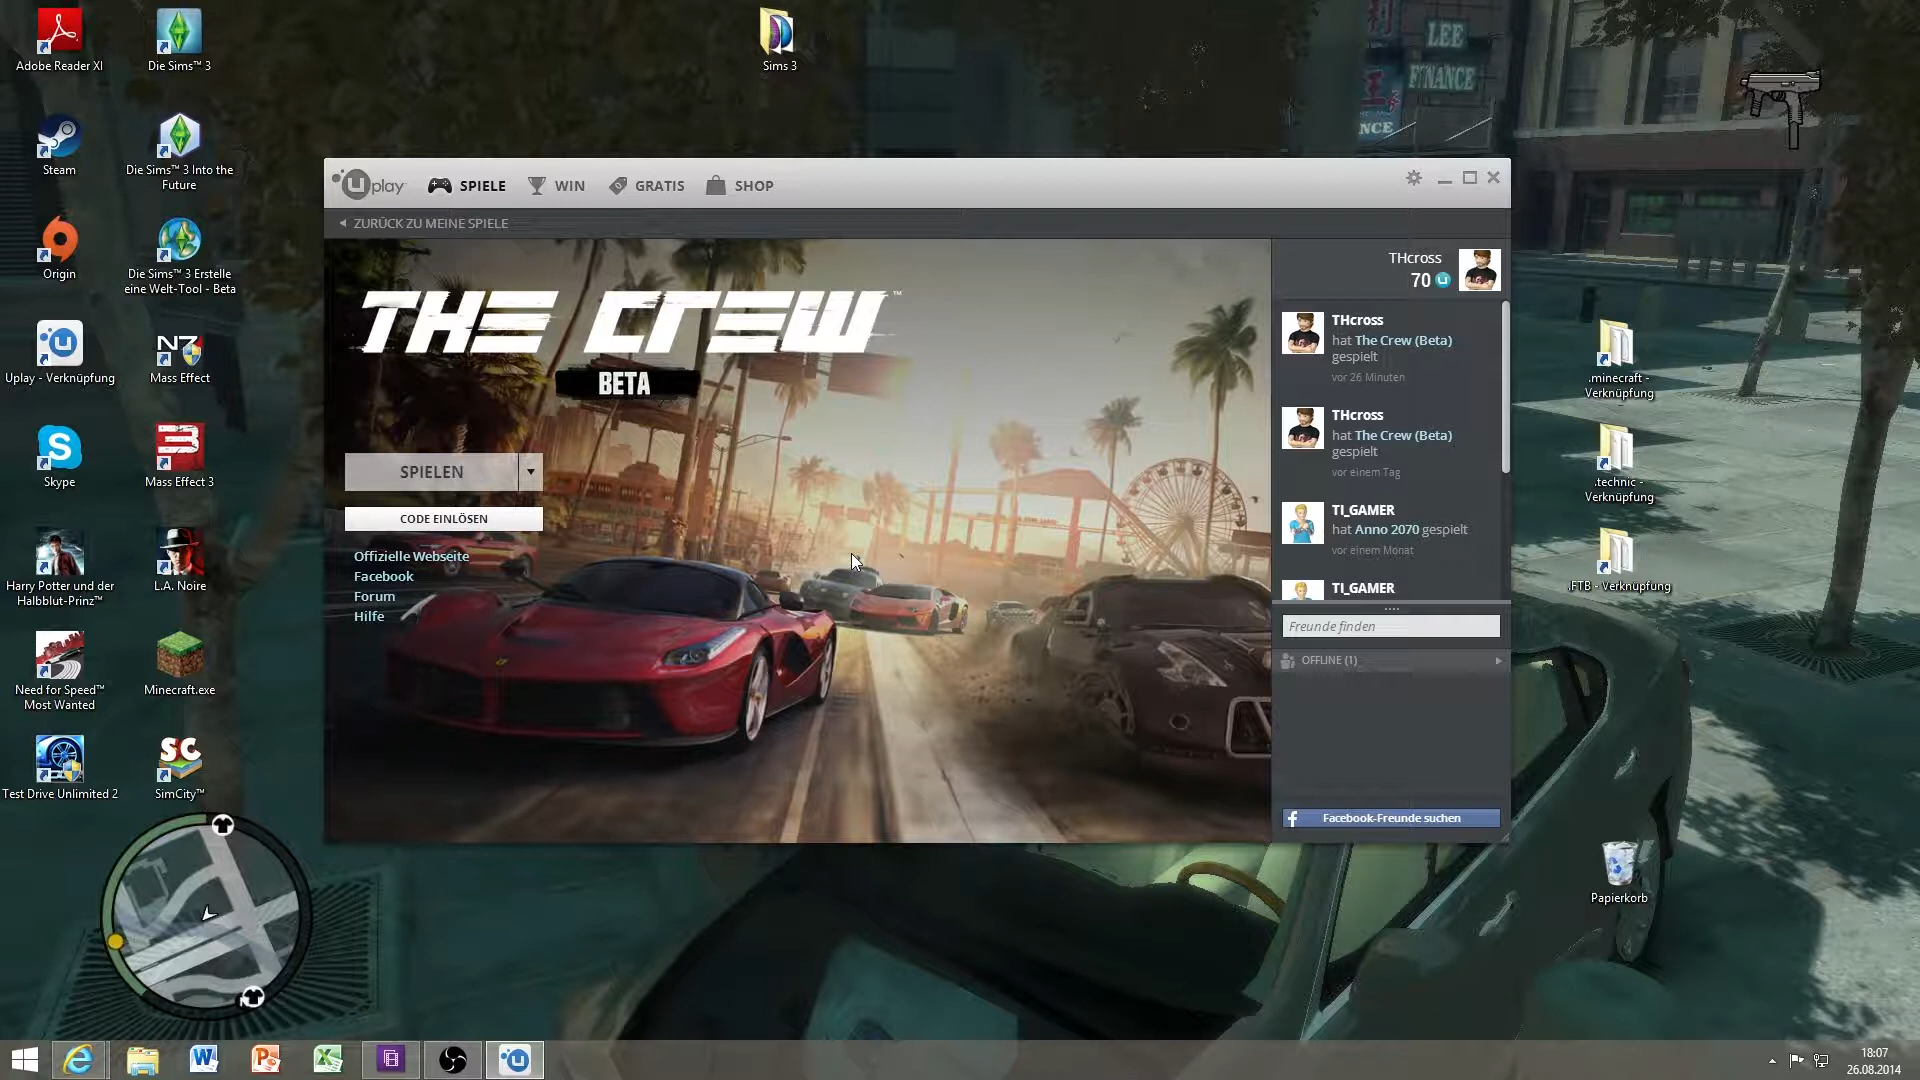 Adobe Reader XI
Die Sims™ 3
Sims 3
Steam
Die Sims™ 3 Into the
Future
Origin
Die Sims™ 3 Erstelle
eine Welt-Tool - Beta
Uplay - Verknüpfung
N7
Mass Effect
Skype
3
Mass Effect 3
Harry Potter und der
Halbblut-Prinz™
L.A. Noire
Need for Speed™
Most Wanted
Minecraft.exe
Test Drive Unlimited 2
SC
SimCity™
LEE
FINANCE
NCE
uplay
SPIELE
WIN
GRATIS
SHOP
ZURÜCK ZU MEINE SPIELE
THE CREW™
BETA
SPIELEN
CODE EINLÖSEN
Offizielle Webseite
Facebook
Forum
Hilfe
THcross
70
THcross
hat The Crew (Beta)
gespielt
vor 26 Minuten
THcross
hat The Crew (Beta)
gespielt
vor einem Tag
TI_GAMER
hat Anno 2070 gespielt
vor einem Monat
TI_GAMER
Freunde finden
OFFLINE (1)
Facebook-Freunde suchen
.minecraft -
Verknüpfung
.technic -
Verknüpfung
.FTB - Verknüpfung
Papierkorb
18:07
26.08.2014